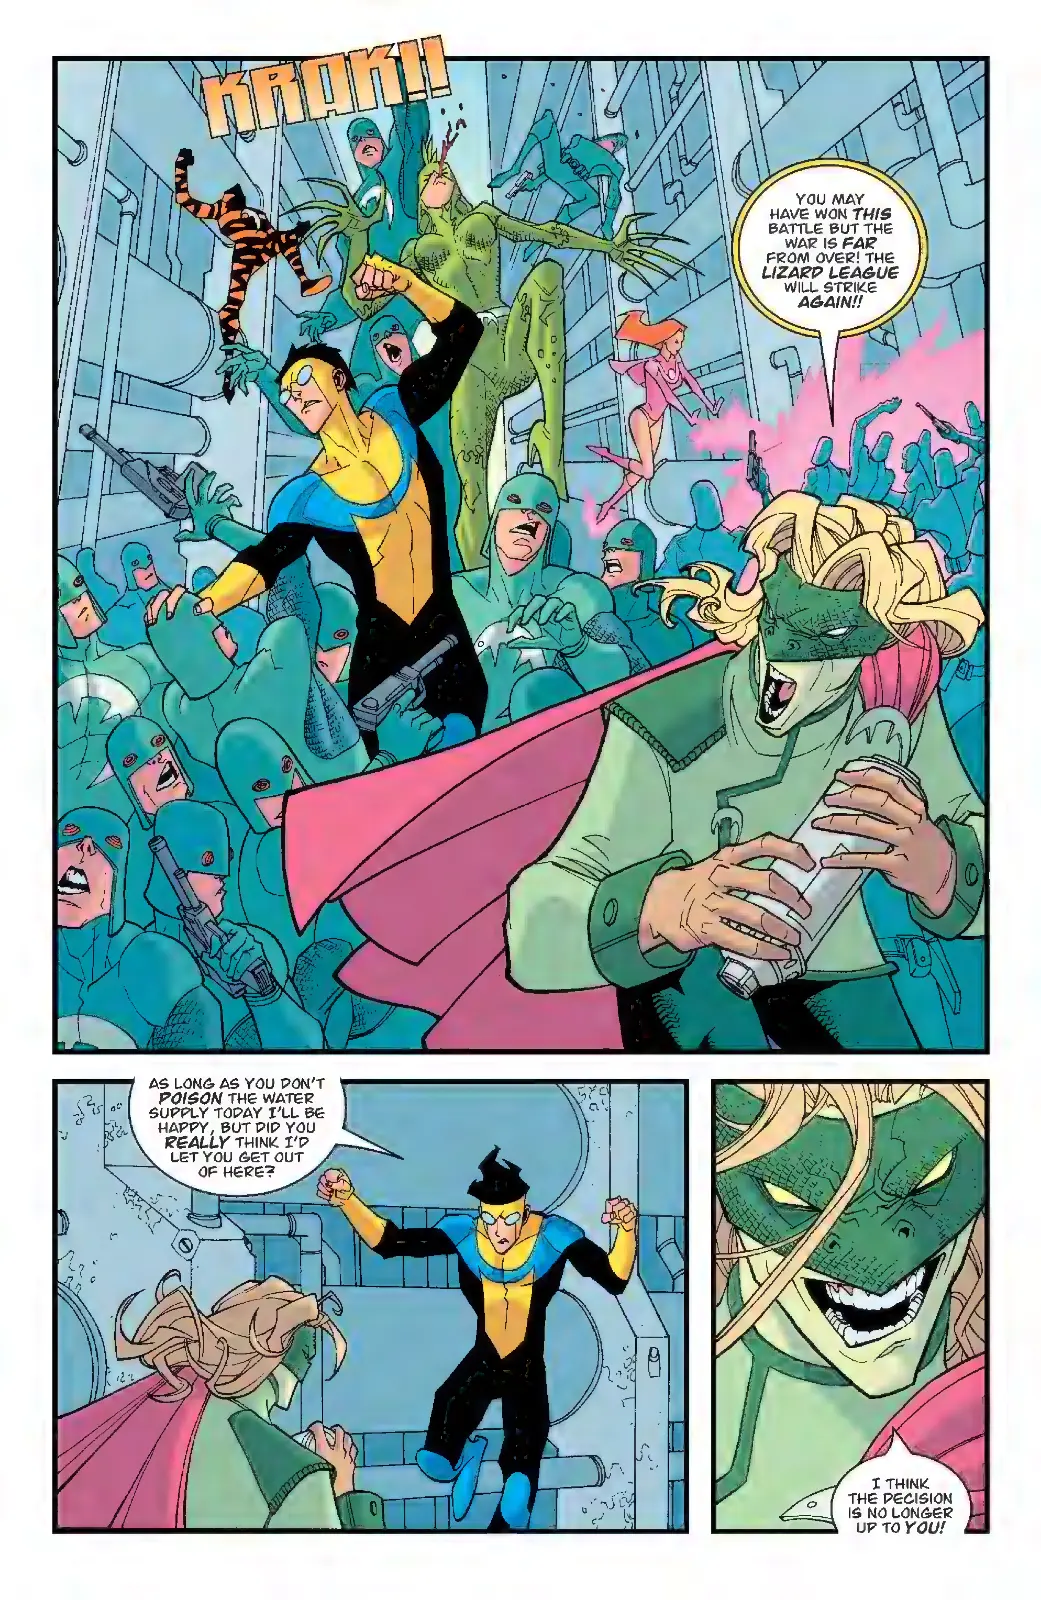 KRAK!!
YOU MAY
HAVE WON THIS
BATTLE BUT THE
WAR IS FAR
FROM OVER! THE
LIZARD LEAGUE
WILL STRIKE
AGAIN!!
AS LONG AS YOU DON'T
POISON THE WATER
SUPPLY TODAY I'LL BE
HAPPY, BUT DID YOU
REALLY THINK I'D
LET YOU GET OUT
OF HERE?
I THINK
THE DECISION
IS NO LONGER
UP TO YOU!